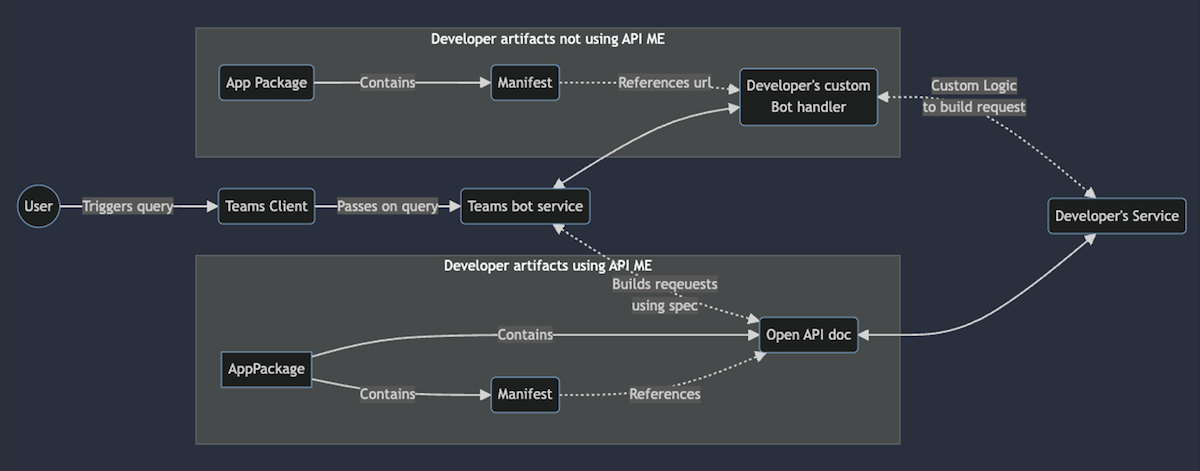 Developer artifacts not using API ME
App Package
Contains
Manifest
References url
Developer's custom
Bot handler
Custom Logic
to build request
User
Triggers query
Teams Client
Passes on query
Teams bot service
Developer's Service
Developer artifacts using API ME
Builds reqeuests
using spec
Contains
Open API doc
AppPackage
Contains
Manifest
References